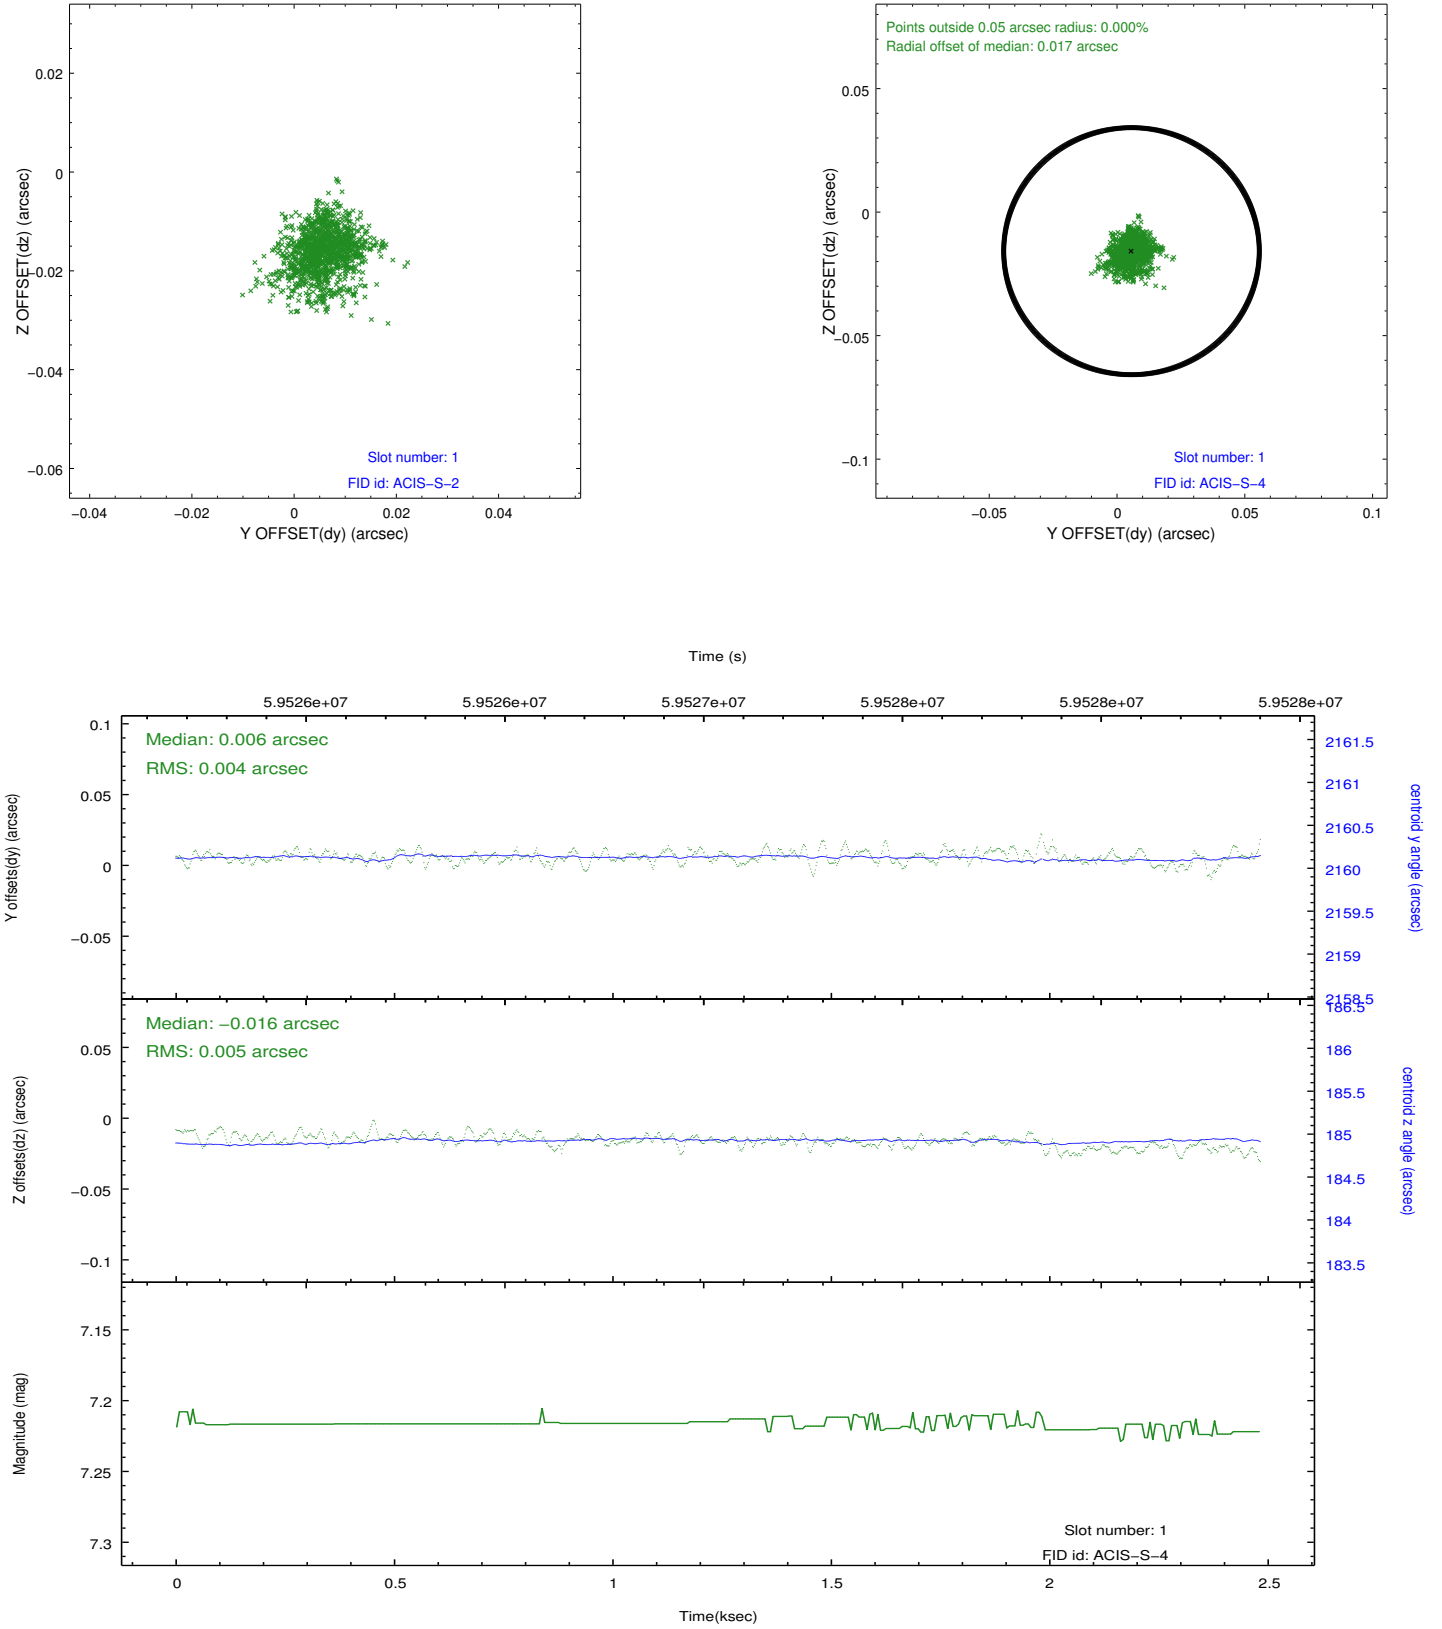 0.02
0
−0.02
−0.04
−0.06
Z OFFSET(dz) (arcsec)
Slot number: 1
FID id: ACIS−S−2
−0.04
−0.02
0
0.02
0.04
Y OFFSET(dy) (arcsec)
Points outside 0.05 arcsec radius: 0.000%
Radial offset of median: 0.017 arcsec
0.05
0
−0.05
−0.1
Z OFFSET(dz) (arcsec)
Slot number: 1
FID id: ACIS−S−4
−0.05
0
0.05
0.1
Y OFFSET(dy) (arcsec)
Time (s)
5.9526e+07
5.9526e+07
5.9527e+07
5.9528e+07
5.9528e+07
5.9528e+07
Median: 0.006 arcsec
RMS: 0.004 arcsec
0.1
0.05
0
−0.05
Y offsets(dy) (arcsec)
2161.5
2161
2160.5
2160
2159.5
2159
2158.5
centroid y angle (arcsec)
Median: −0.016 arcsec
RMS: 0.005 arcsec
0.05
0
−0.05
−0.1
Z offsets(dz) (arcsec)
186.5
186
185.5
185
184.5
184
183.5
centroid z angle (arcsec)
7.15
7.2
7.25
7.3
Magnitude (mag)
Slot number: 1
FID id: ACIS−S−4
0
0.5
1
1.5
2
2.5
Time(ksec)